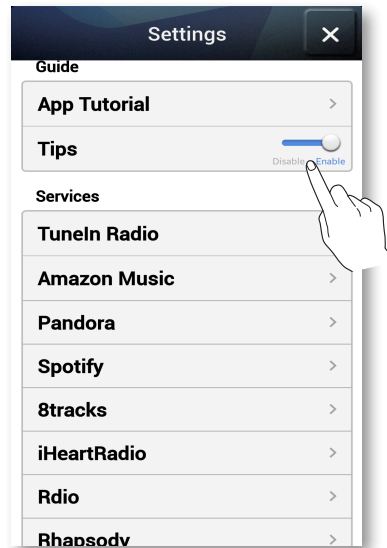 Settings
Guide
App Tutorial
Tips
Disable Enable
Services
TuneIn Radio
Amazon Music
Pandora
Spotify
8tracks
iHeartRadio
Rdio
Rhapsody